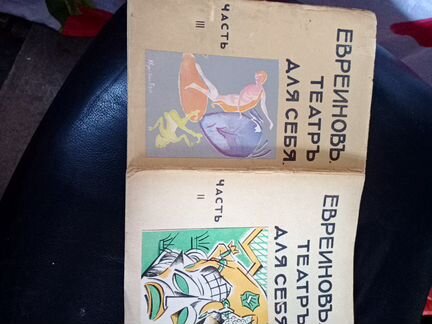 ЕВРЕИНОВЪ.
ТЕАТРЪ
ДЛЯ СЕБЯ.
ЧАСТЬ III
ЕВРЕИНОВЪ.
ТЕАТРЪ
ДЛЯ СЕБЯ
ЧАСТЬ II